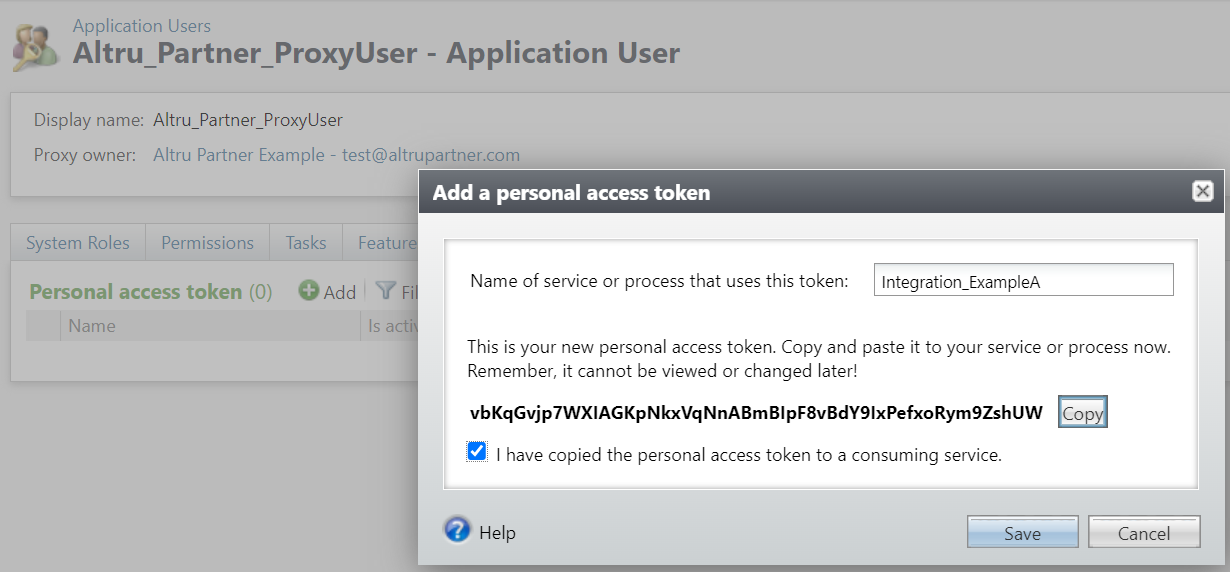 Application Users
Altru_Partner_ProxyUser - Application User
Display name: Altru_Partner_ProxyUser
Proxy owner: Altru Partner Example - test@altrupartner.com
System Roles Permissions Tasks Feature
Personal access token (0) Add Fil
Name Is activ
Add a personal access token
Name of service or process that uses this token: Integration_ExampleA
This is your new personal access token. Copy and paste it to your service or process now.
Remember, it cannot be viewed or changed later!
vbKqGvjp7WXIAGKpNkxVqNnABmBIpF8vBdY9IxPefxoRym9ZshUW Copy
I have copied the personal access token to a consuming service.
Help Save Cancel